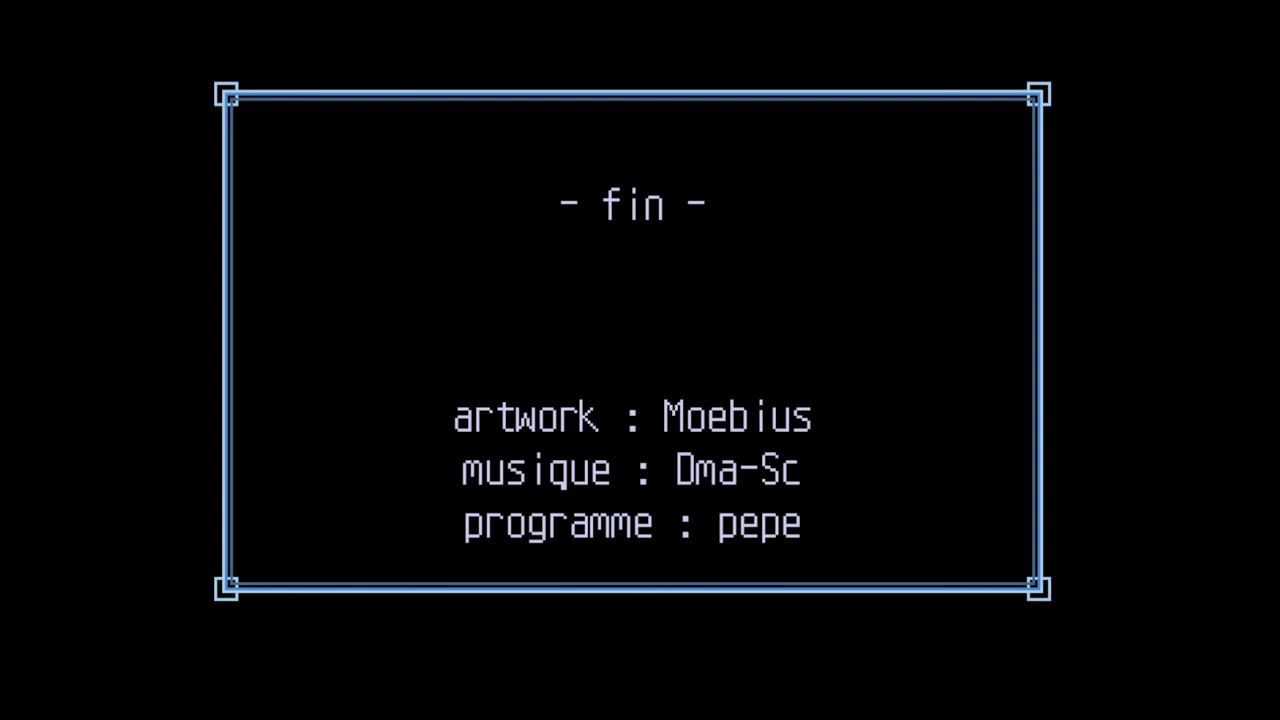 - fin -
artwork : Moebius
musique : Dma-Sc
programme : pepe